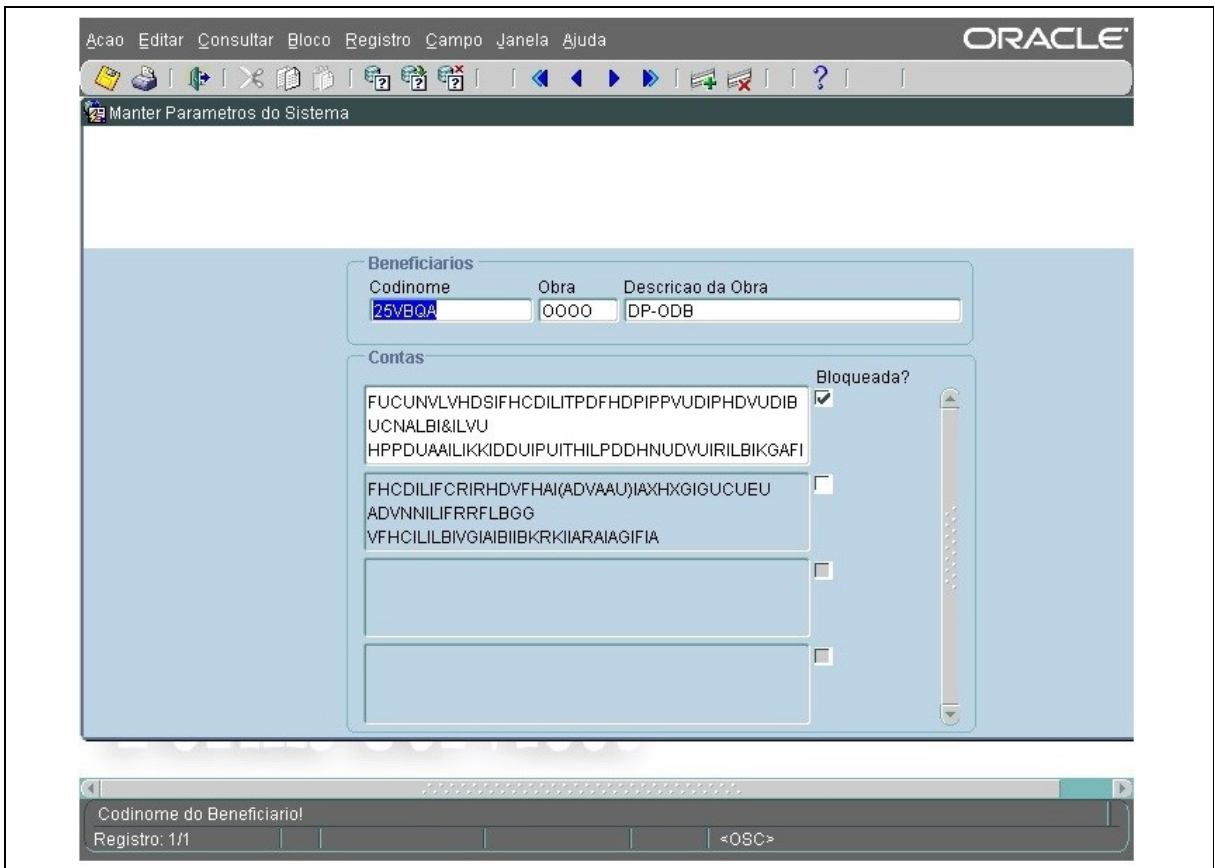 Acao Editar Consultar Bloco Registro Campo Janela Ajuda
ORACLE
Manter Parametros do Sistema
Beneficiarios
Codinome Obra Descricao da Obra
25VBQA OOOO DP-ODB
Contas
Bloqueada?
FUCUNVLVHDSIFHCDILITPDFHDPIPPVUDIPHDVUDIB
UCNALBI&ILVU
HPPDUAAILIKKIDDUIPUITHILPDDHNUDVUIRILBIKGAFI
FHCDILIFCRIRHDVFHAI(ADVAAU)IAXHXGIGUCUEU
ADVNNILIFRRFLBGG
VFHCILILBIVGIAIBIIBKRKIIARAIAGIFIA
Codinome do Beneficiario!
Registro: 1/1 <OSC>